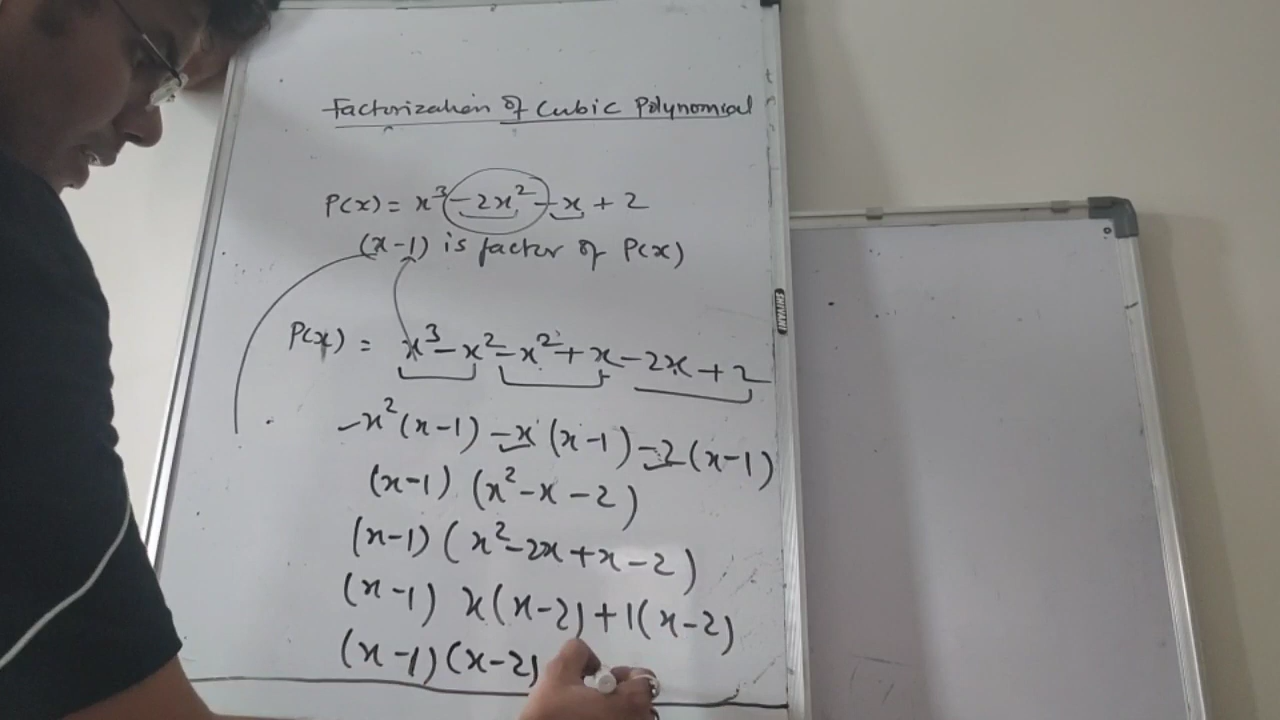 Factorization of Cubic Polynomial
P(x) = x³ - 2x² - x + 2
(x-1) is factor of P(x)
P(x) = x³ - x² - x² + x - 2x + 2
-x²(x-1) - x(x-1) - 2(x-1)
(x-1) (x² - x - 2)
(x-1) (x² - 2x + x - 2)
(x-1) x(x-2) + 1(x-2)
(x-1)(x-2)
SHIVAM